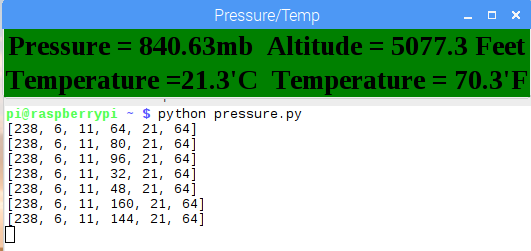 Pressure/Temp
Pressure = 840.63mb Altitude = 5077.3 Feet
Temperature =21.3'C Temperature = 70.3'F
pi@raspberrypi ~ $ python pressure.py
[238, 6, 11, 64, 21, 64]
[238, 6, 11, 80, 21, 64]
[238, 6, 11, 96, 21, 64]
[238, 6, 11, 32, 21, 64]
[238, 6, 11, 48, 21, 64]
[238, 6, 11, 160, 21, 64]
[238, 6, 11, 144, 21, 64]